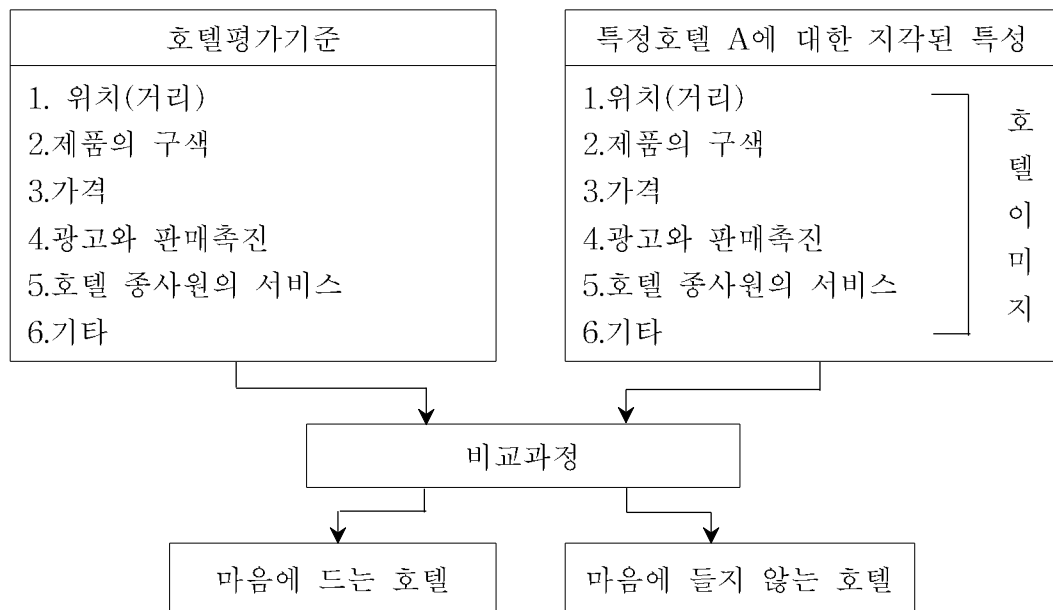 호텔평가기준
1. 위치(거리)
2.제품의 구색
3.가격
4.광고와 판매촉진
5.호텔 종사원의 서비스
6.기타
특정호텔 A에 대한 지각된 특성
1.위치(거리)
2.제품의 구색
3.가격
4.광고와 판매촉진
5.호텔 종사원의 서비스
6.기타
호
텔
이
미
지
비교과정
마음에 드는 호텔
마음에 들지 않는 호텔